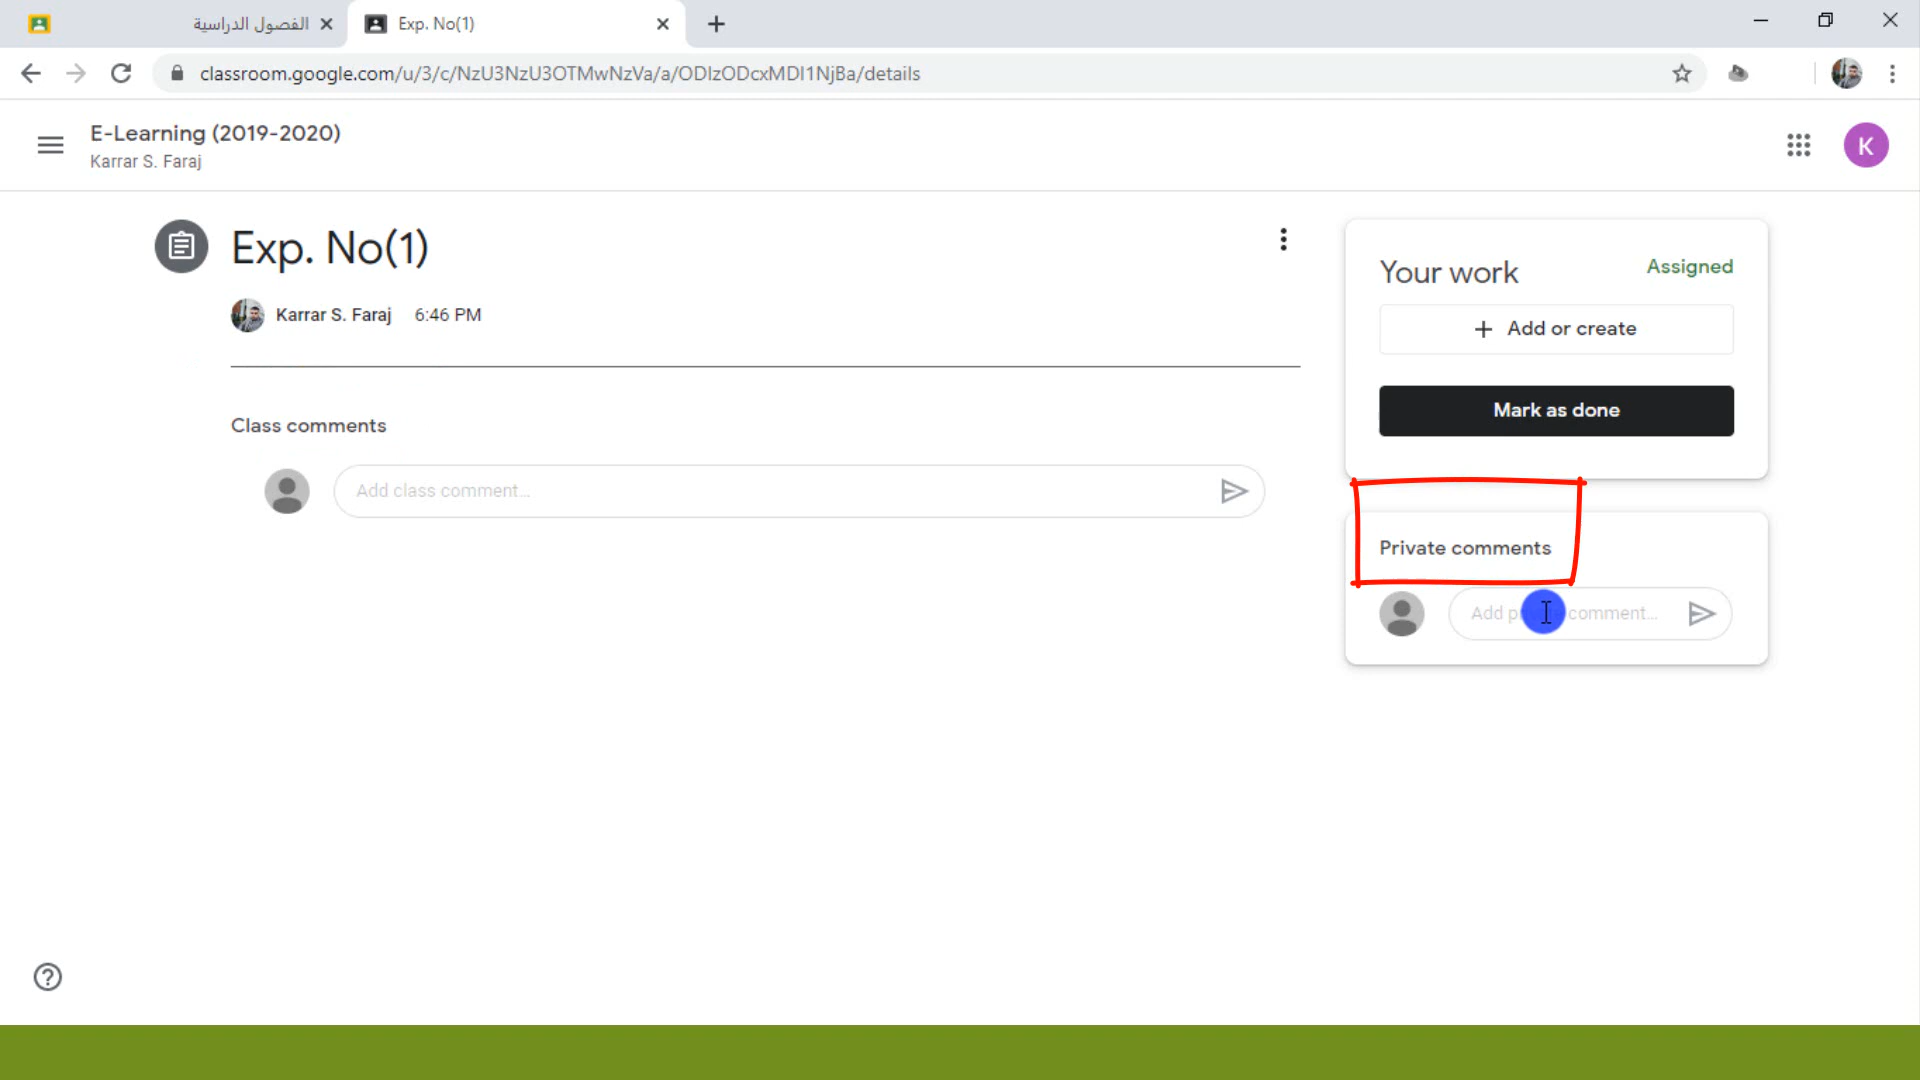 الفصول الدراسية
Exp. No(1)
classroom.google.com/u/3/c/NzU3NzU3OTMwNzVa/a/ODIzODcxMDI1NjBa/details
E-Learning (2019-2020)
Karrar S. Faraj
K
Exp. No(1)
Karrar S. Faraj 6:46 PM
Your work
Assigned
+ Add or create
Mark as done
Class comments
Add class comment...
Private comments
Add private comment...